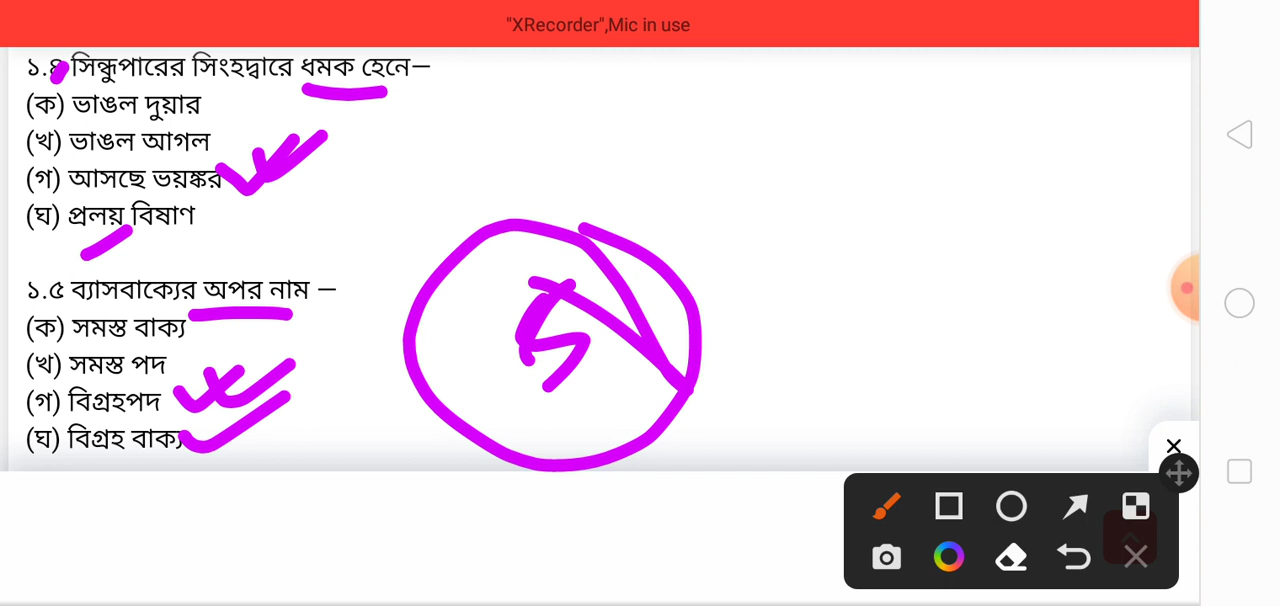 "XRecorder",Mic in use
১.৪ সিন্ধুপারের সিংহদ্বারে ধমক হেনে—
(ক) ভাঙল দুয়ার
(খ) ভাঙল আগল
(গ) আসছে ভয়ঙ্কর
(ঘ) প্রলয় বিষাণ
১.৫ ব্যাসবাক্যের অপর নাম —
(ক) সমস্ত বাক্য
(খ) সমস্ত পদ
(গ) বিগ্রহপদ
(ঘ) বিগ্রহ বাক্য
5